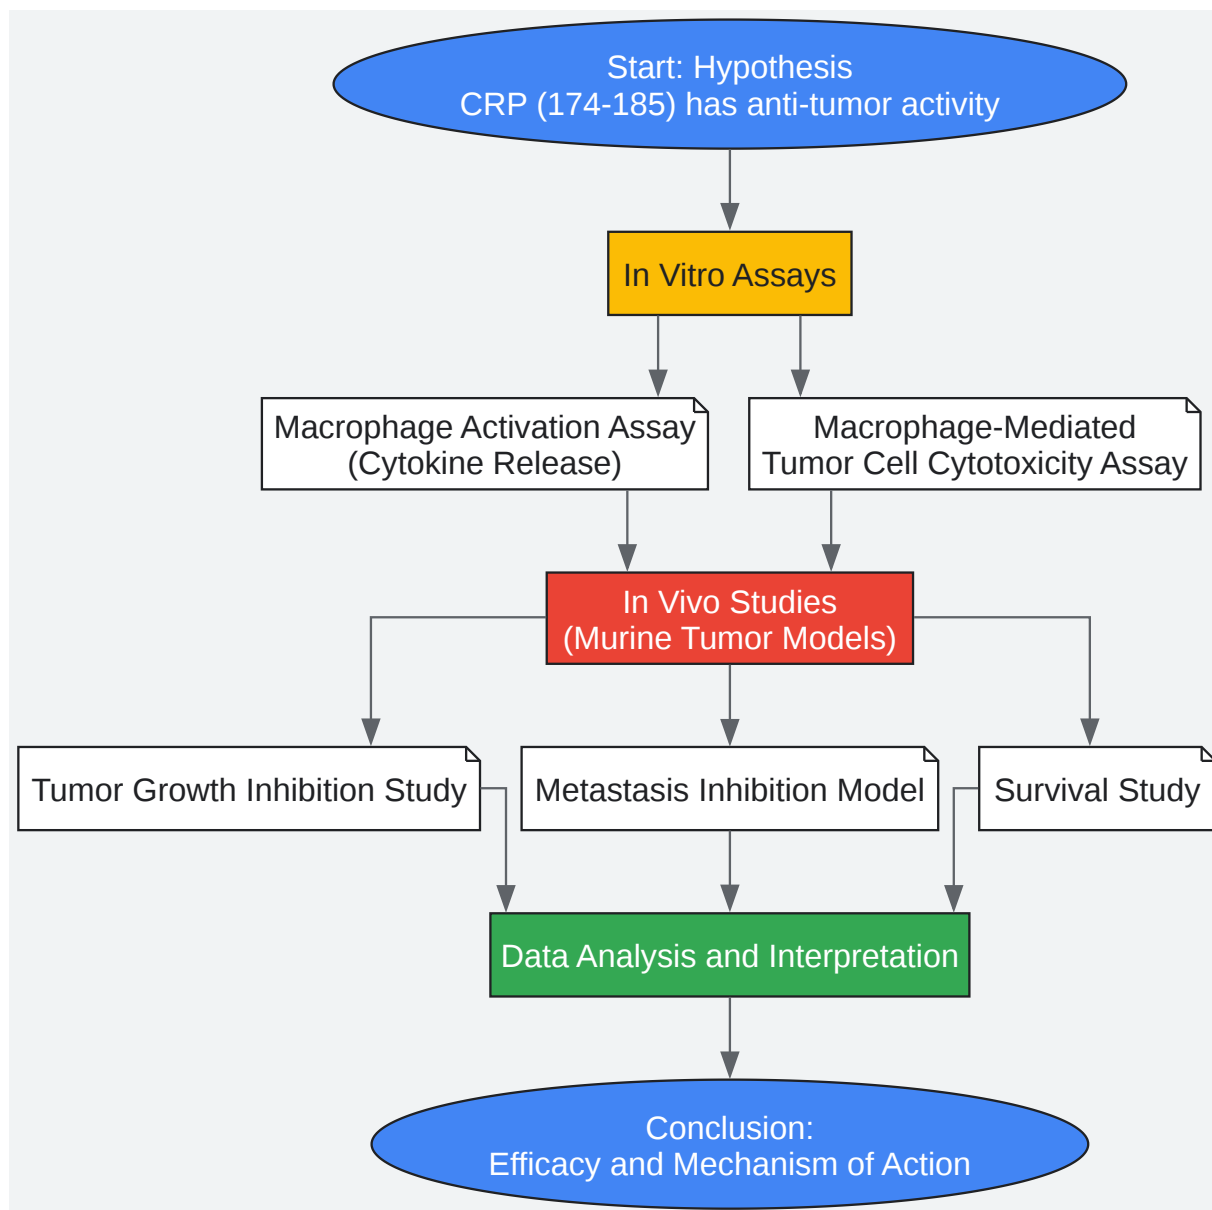 Start: Hypothesis
CRP (174-185) has anti-tumor activity
In Vitro Assays
Macrophage Activation Assay
(Cytokine Release)
Macrophage-Mediated
Tumor Cell Cytotoxicity Assay
In Vivo Studies
(Murine Tumor Models)
Tumor Growth Inhibition Study
Metastasis Inhibition Model
Survival Study
Data Analysis and Interpretation
Conclusion:
Efficacy and Mechanism of Action